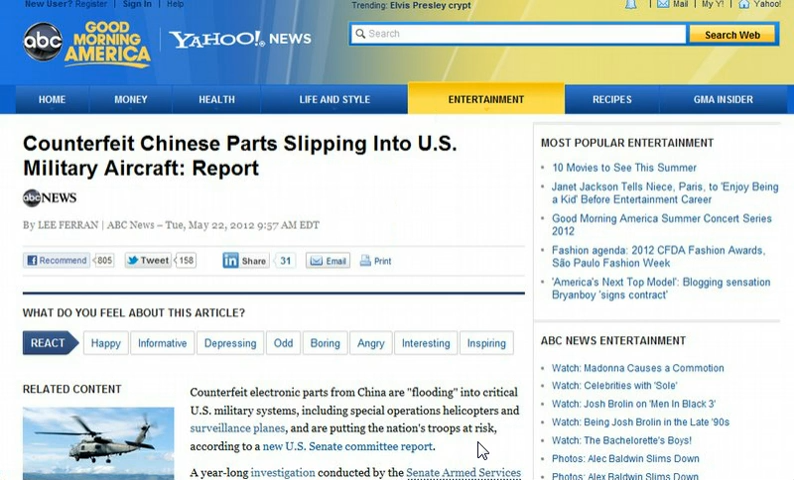 New User? Register | Sign In | Help
Trending: Elvis Presley crypt
Mail | My Y! | Yahoo!
abc GOOD MORNING AMERICA
YAHOO! NEWS
Search
Search Web
HOME MONEY HEALTH LIFE AND STYLE ENTERTAINMENT RECIPES GMA INSIDER
Counterfeit Chinese Parts Slipping Into U.S.
Military Aircraft: Report
abc NEWS
By LEE FERRAN | ABC News – Tue, May 22, 2012 9:57 AM EDT
Recommend 805 Tweet 158 in Share 31 Email Print
WHAT DO YOU FEEL ABOUT THIS ARTICLE?
REACT Happy Informative Depressing Odd Boring Angry Interesting Inspiring
RELATED CONTENT
Counterfeit electronic parts from China are "flooding" into critical
U.S. military systems, including special operations helicopters and
surveillance planes, and are putting the nation's troops at risk,
according to a new U.S. Senate committee report.
A year-long investigation conducted by the Senate Armed Services
MOST POPULAR ENTERTAINMENT
10 Movies to See This Summer
Janet Jackson Tells Niece, Paris, to 'Enjoy Being
a Kid' Before Entertainment Career
Good Morning America Summer Concert Series
2012
Fashion agenda: 2012 CFDA Fashion Awards,
São Paulo Fashion Week
'America's Next Top Model': Blogging sensation
Bryanboy 'signs contract'
ABC NEWS ENTERTAINMENT
Watch: Madonna Causes a Commotion
Watch: Celebrities with 'Sole'
Watch: Josh Brolin on 'Men In Black 3'
Watch: Being Josh Brolin in the Late '90s
Watch: The Bachelorette's Boys!
Photos: Alec Baldwin Slims Down
Photos: Alex Baldwin Slims Down